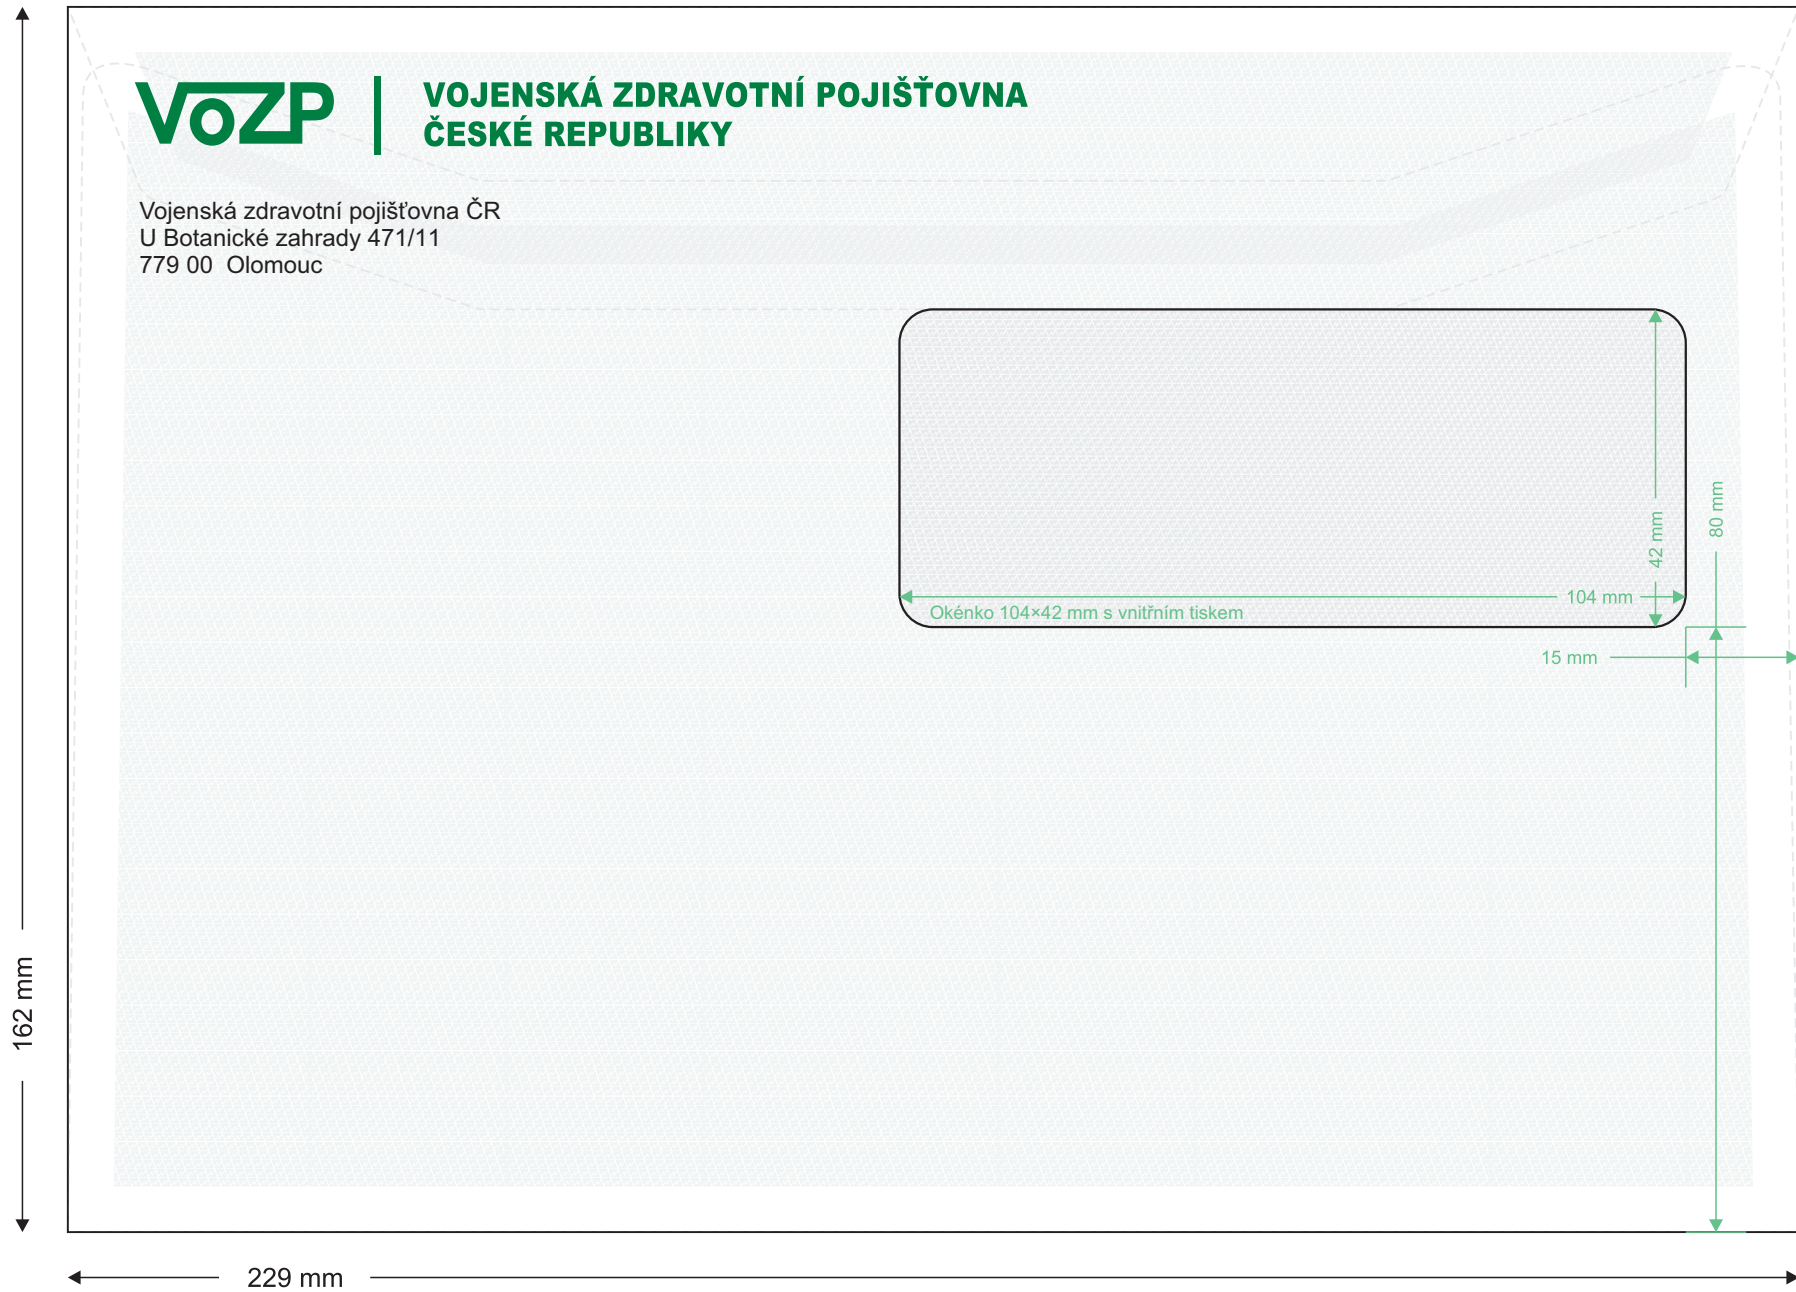 VoZP
VOJENSKÁ ZDRAVOTNÍ POJIŠŤOVNA
ČESKÉ REPUBLIKY
Vojenská zdravotní pojišťovna ČR
U Botanické zahrady 471/11
779 00 Olomouc
80 mm
42 mm
104 mm
Okénko 104×42 mm s vnitřním tiskem
15 mm
162 mm
229 mm